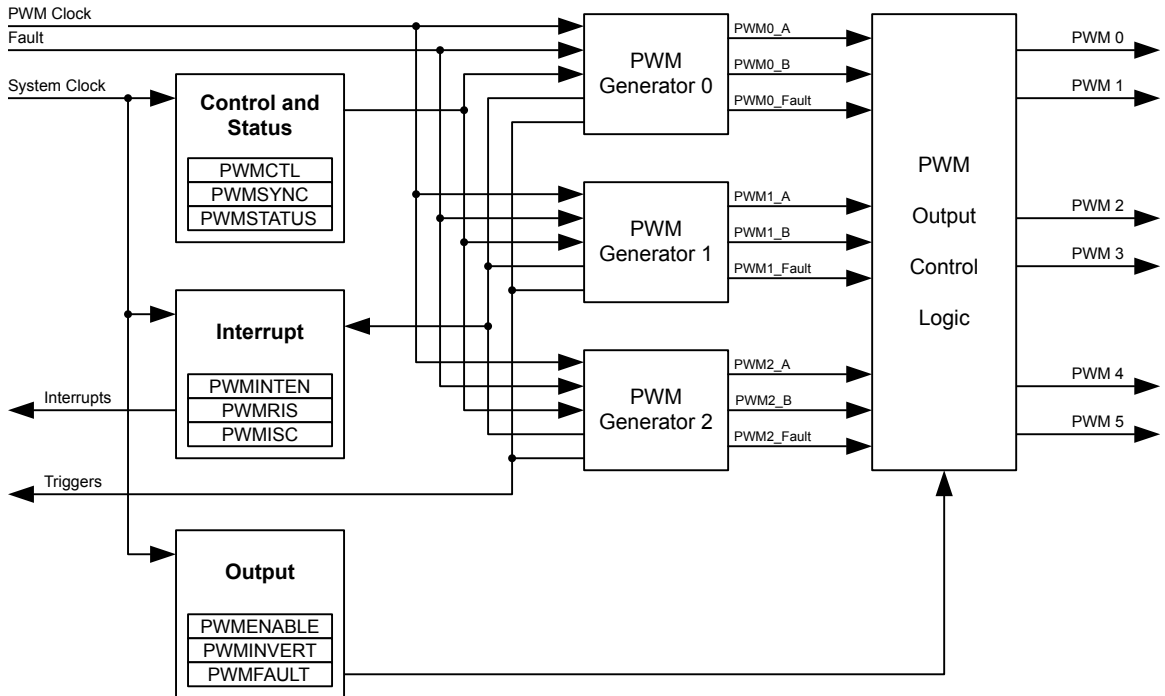 PWM Clock
Fault
System Clock
Control and
Status
PWMCTL
PWMSYNC
PWMSTATUS
Interrupt
PWMINTEN
PWMRIS
PWMISC
Interrupts
Triggers
Output
PWMENABLE
PWMINVERT
PWMFAULT
PWM
Generator 0
PWM0_A
PWM0_B
PWM0_Fault
PWM
Generator 1
PWM1_A
PWM1_B
PWM1_Fault
PWM
Generator 2
PWM2_A
PWM2_B
PWM2_Fault
PWM
Output
Control
Logic
PWM 0
PWM 1
PWM 2
PWM 3
PWM 4
PWM 5